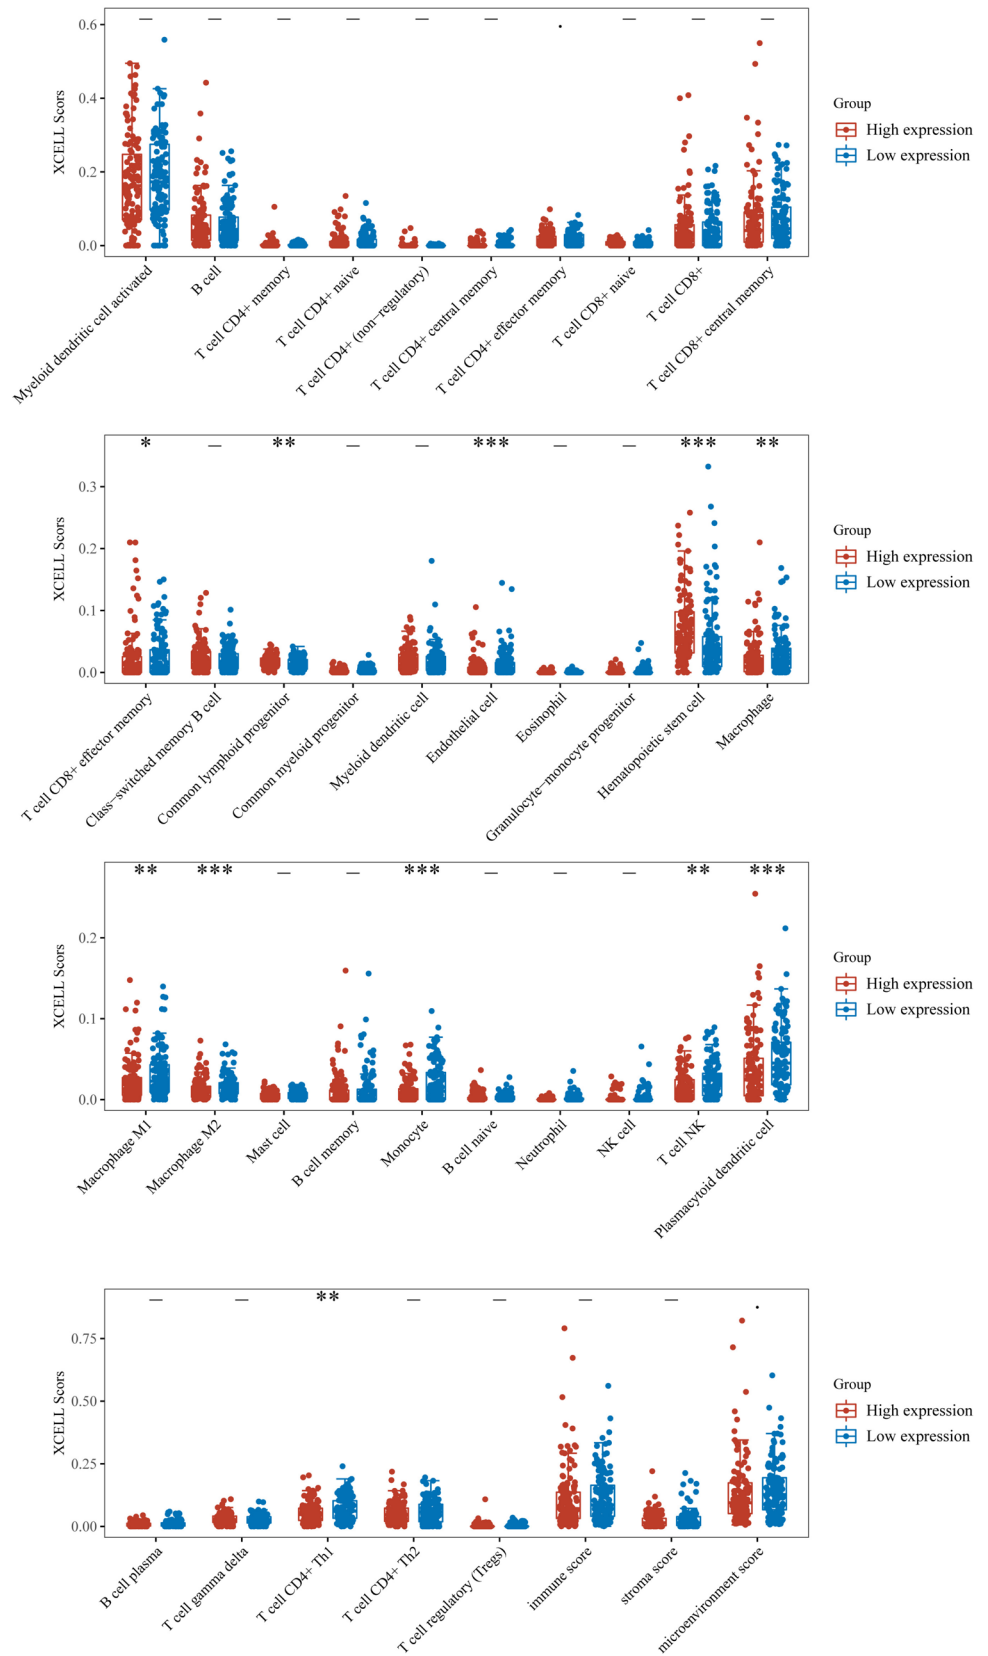 — — — — — — . — — —
XCELL Scors
0.6
0.4
0.2
0.0
Myeloid dendritic cell activated
B cell
T cell CD4+ memory
T cell CD4+ naive
T cell CD4+ (non−regulatory)
T cell CD4+ central memory
T cell CD4+ effector memory
T cell CD8+ naive
T cell CD8+
T cell CD8+ central memory
Group
High expression
Low expression
* — ** — — *** — — *** **
XCELL Scors
0.3
0.2
0.1
0.0
T cell CD8+ effector memory
Class−switched memory B cell
Common lymphoid progenitor
Common myeloid progenitor
Myeloid dendritic cell
Endothelial cell
Eosinophil
Granulocyte−monocyte progenitor
Hematopoietic stem cell
Macrophage
Group
High expression
Low expression
** *** — — *** — — — ** ***
XCELL Scors
0.2
0.1
0.0
Macrophage M1
Macrophage M2
Mast cell
B cell memory
Monocyte
B cell naive
Neutrophil
NK cell
T cell NK
Plasmacytoid dendritic cell
Group
High expression
Low expression
— — ** — — — — .
XCELL Scors
0.75
0.50
0.25
0.00
B cell plasma
T cell gamma delta
T cell CD4+ Th1
T cell CD4+ Th2
T cell regulatory (Tregs)
immune score
stroma score
microenvironment score
Group
High expression
Low expression